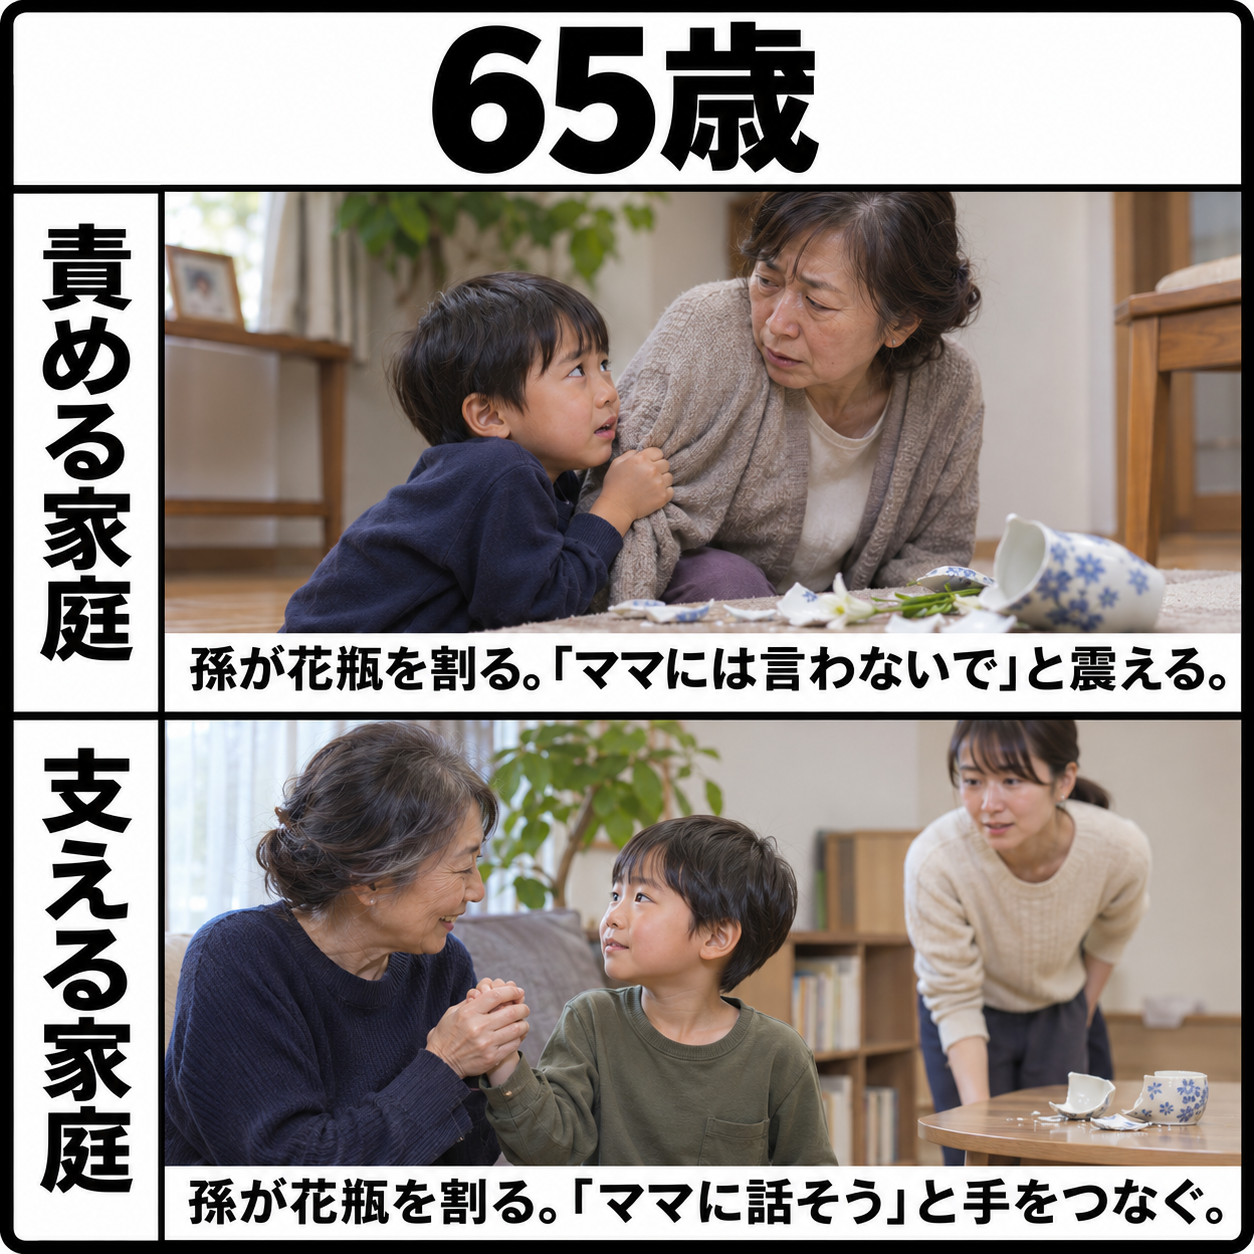 65歳
責める家庭
孫が花瓶を割る。「ママには言わないで」と震える。
支える家庭
孫が花瓶を割る。「ママに話そう」と手をつなぐ。